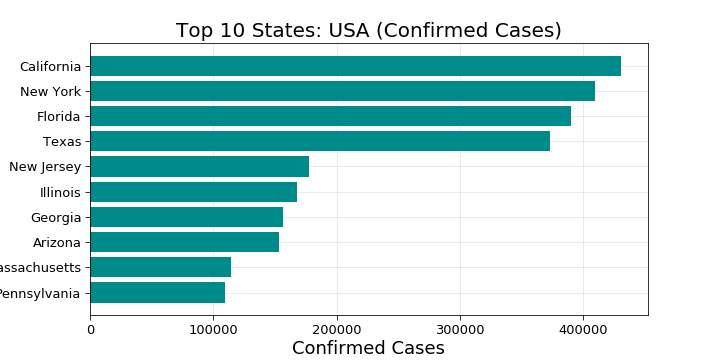 Top 10 States: USA (Confirmed Cases)
California
New York
Florida
Texas
New Jersey
Illinois
Georgia
Arizona
assachusetts
Pennsylvania
0 100000 200000 300000 400000
Confirmed Cases